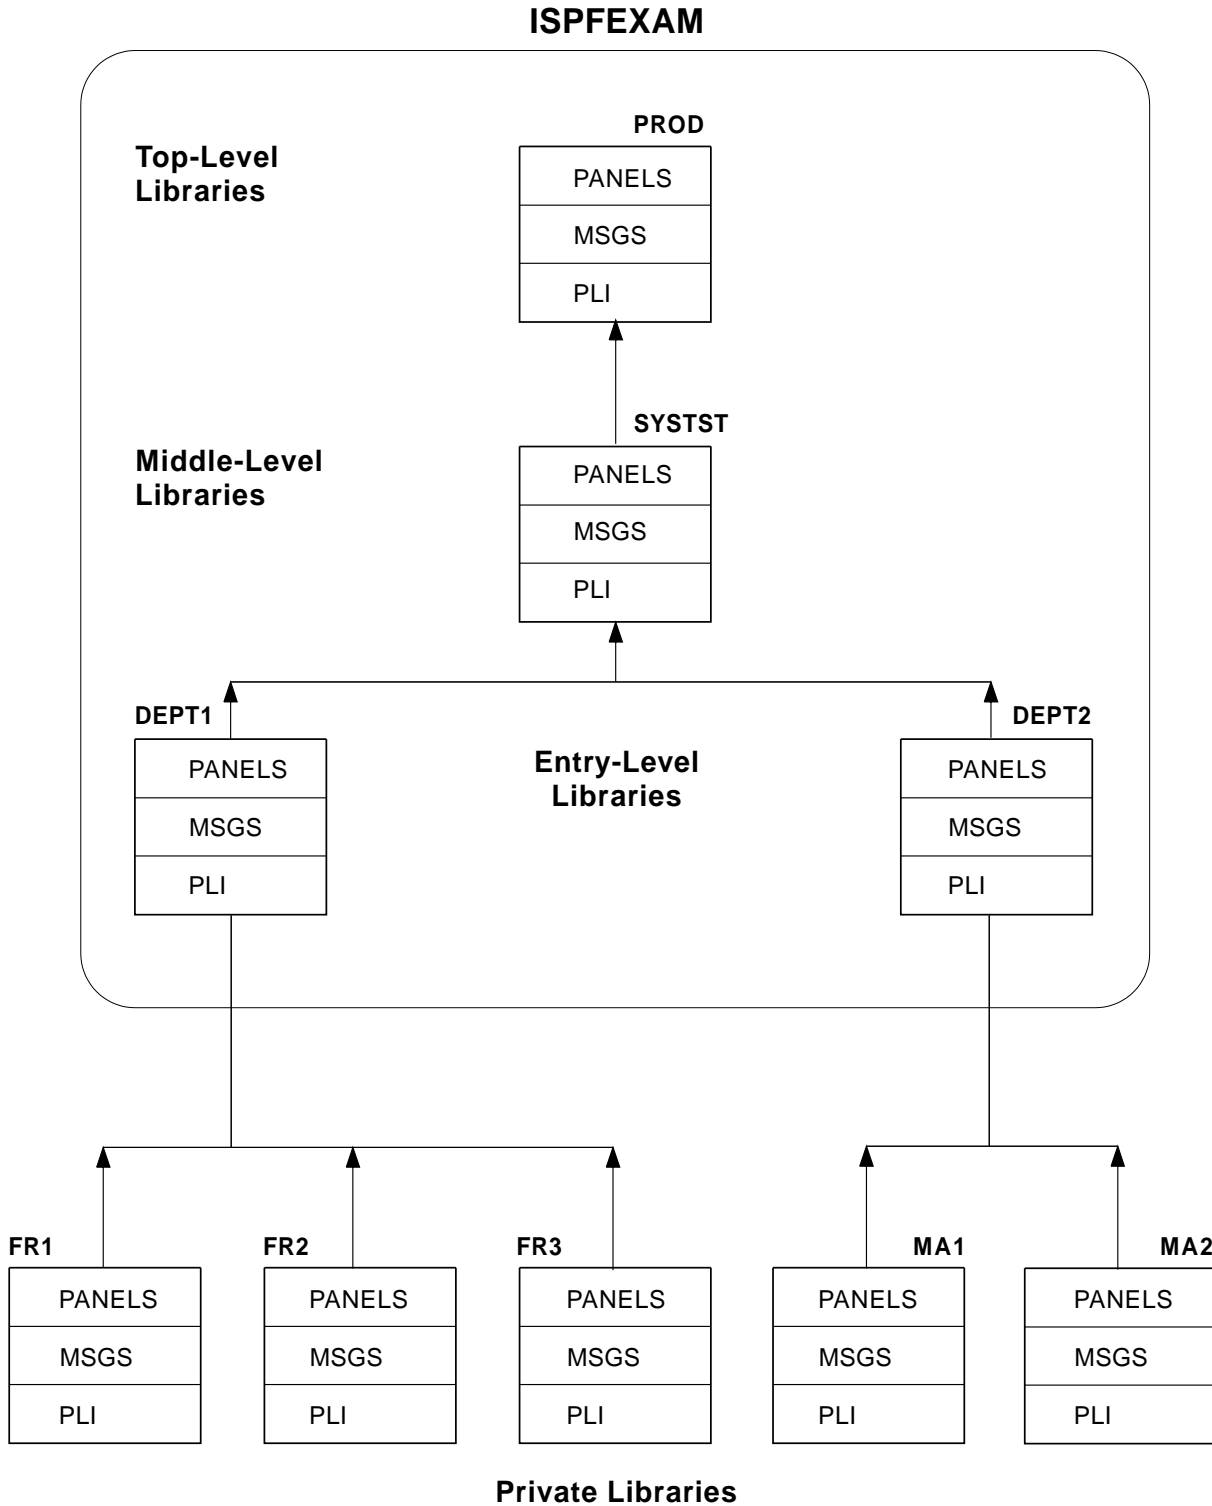 ISPFEXAM
PROD
Top-Level
Libraries
PANELS
MSGS
PLI
SYSTST
Middle-Level
Libraries
PANELS
MSGS
PLI
DEPT1
PANELS
MSGS
PLI
Entry-Level
Libraries
DEPT2
PANELS
MSGS
PLI
FR1
PANELS
MSGS
PLI
FR2
PANELS
MSGS
PLI
FR3
PANELS
MSGS
PLI
MA1
PANELS
MSGS
PLI
MA2
PANELS
MSGS
PLI
Private Libraries